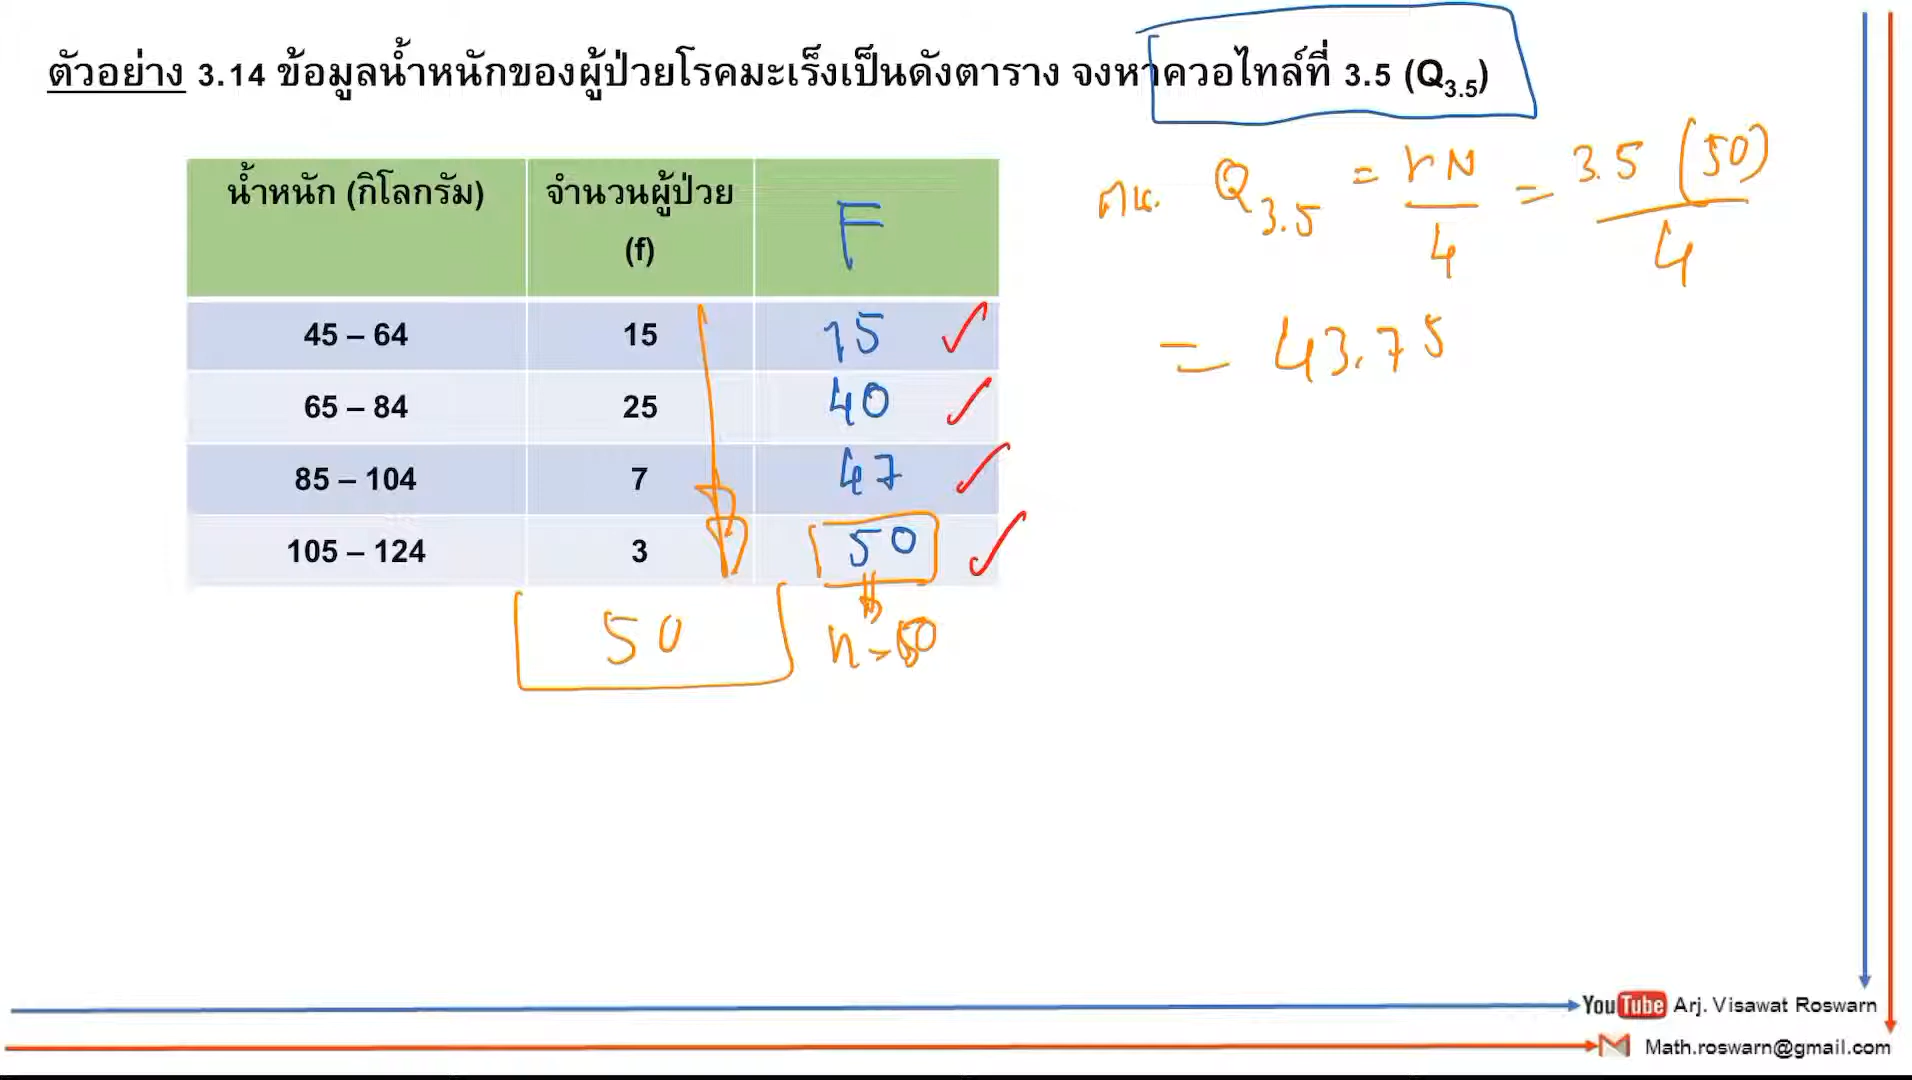 ตัวอย่าง 3.14 ข้อมูลน้ำหนักของผู้ป่วยโรคมะเร็งเป็นดังตาราง จงหาควอไทล์ที่ 3.5 (Q3.5)
น้ำหนัก (กิโลกรัม) จำนวนผู้ป่วย (f) F
45 – 64 15 15
65 – 84 25 40
85 – 104 7 47
105 – 124 3 50
50 n = 50
ตน. Q3.5 = rN/4 = 3.5 (50)/4
= 43.75
YouTube Arj. Visawat Roswarn
Math.roswarn@gmail.com